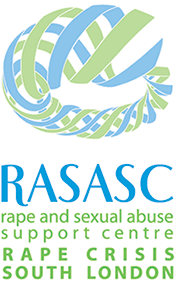 RASASC
rape and sexual abuse
support centre
RAPE CRISIS
SOUTH LONDON